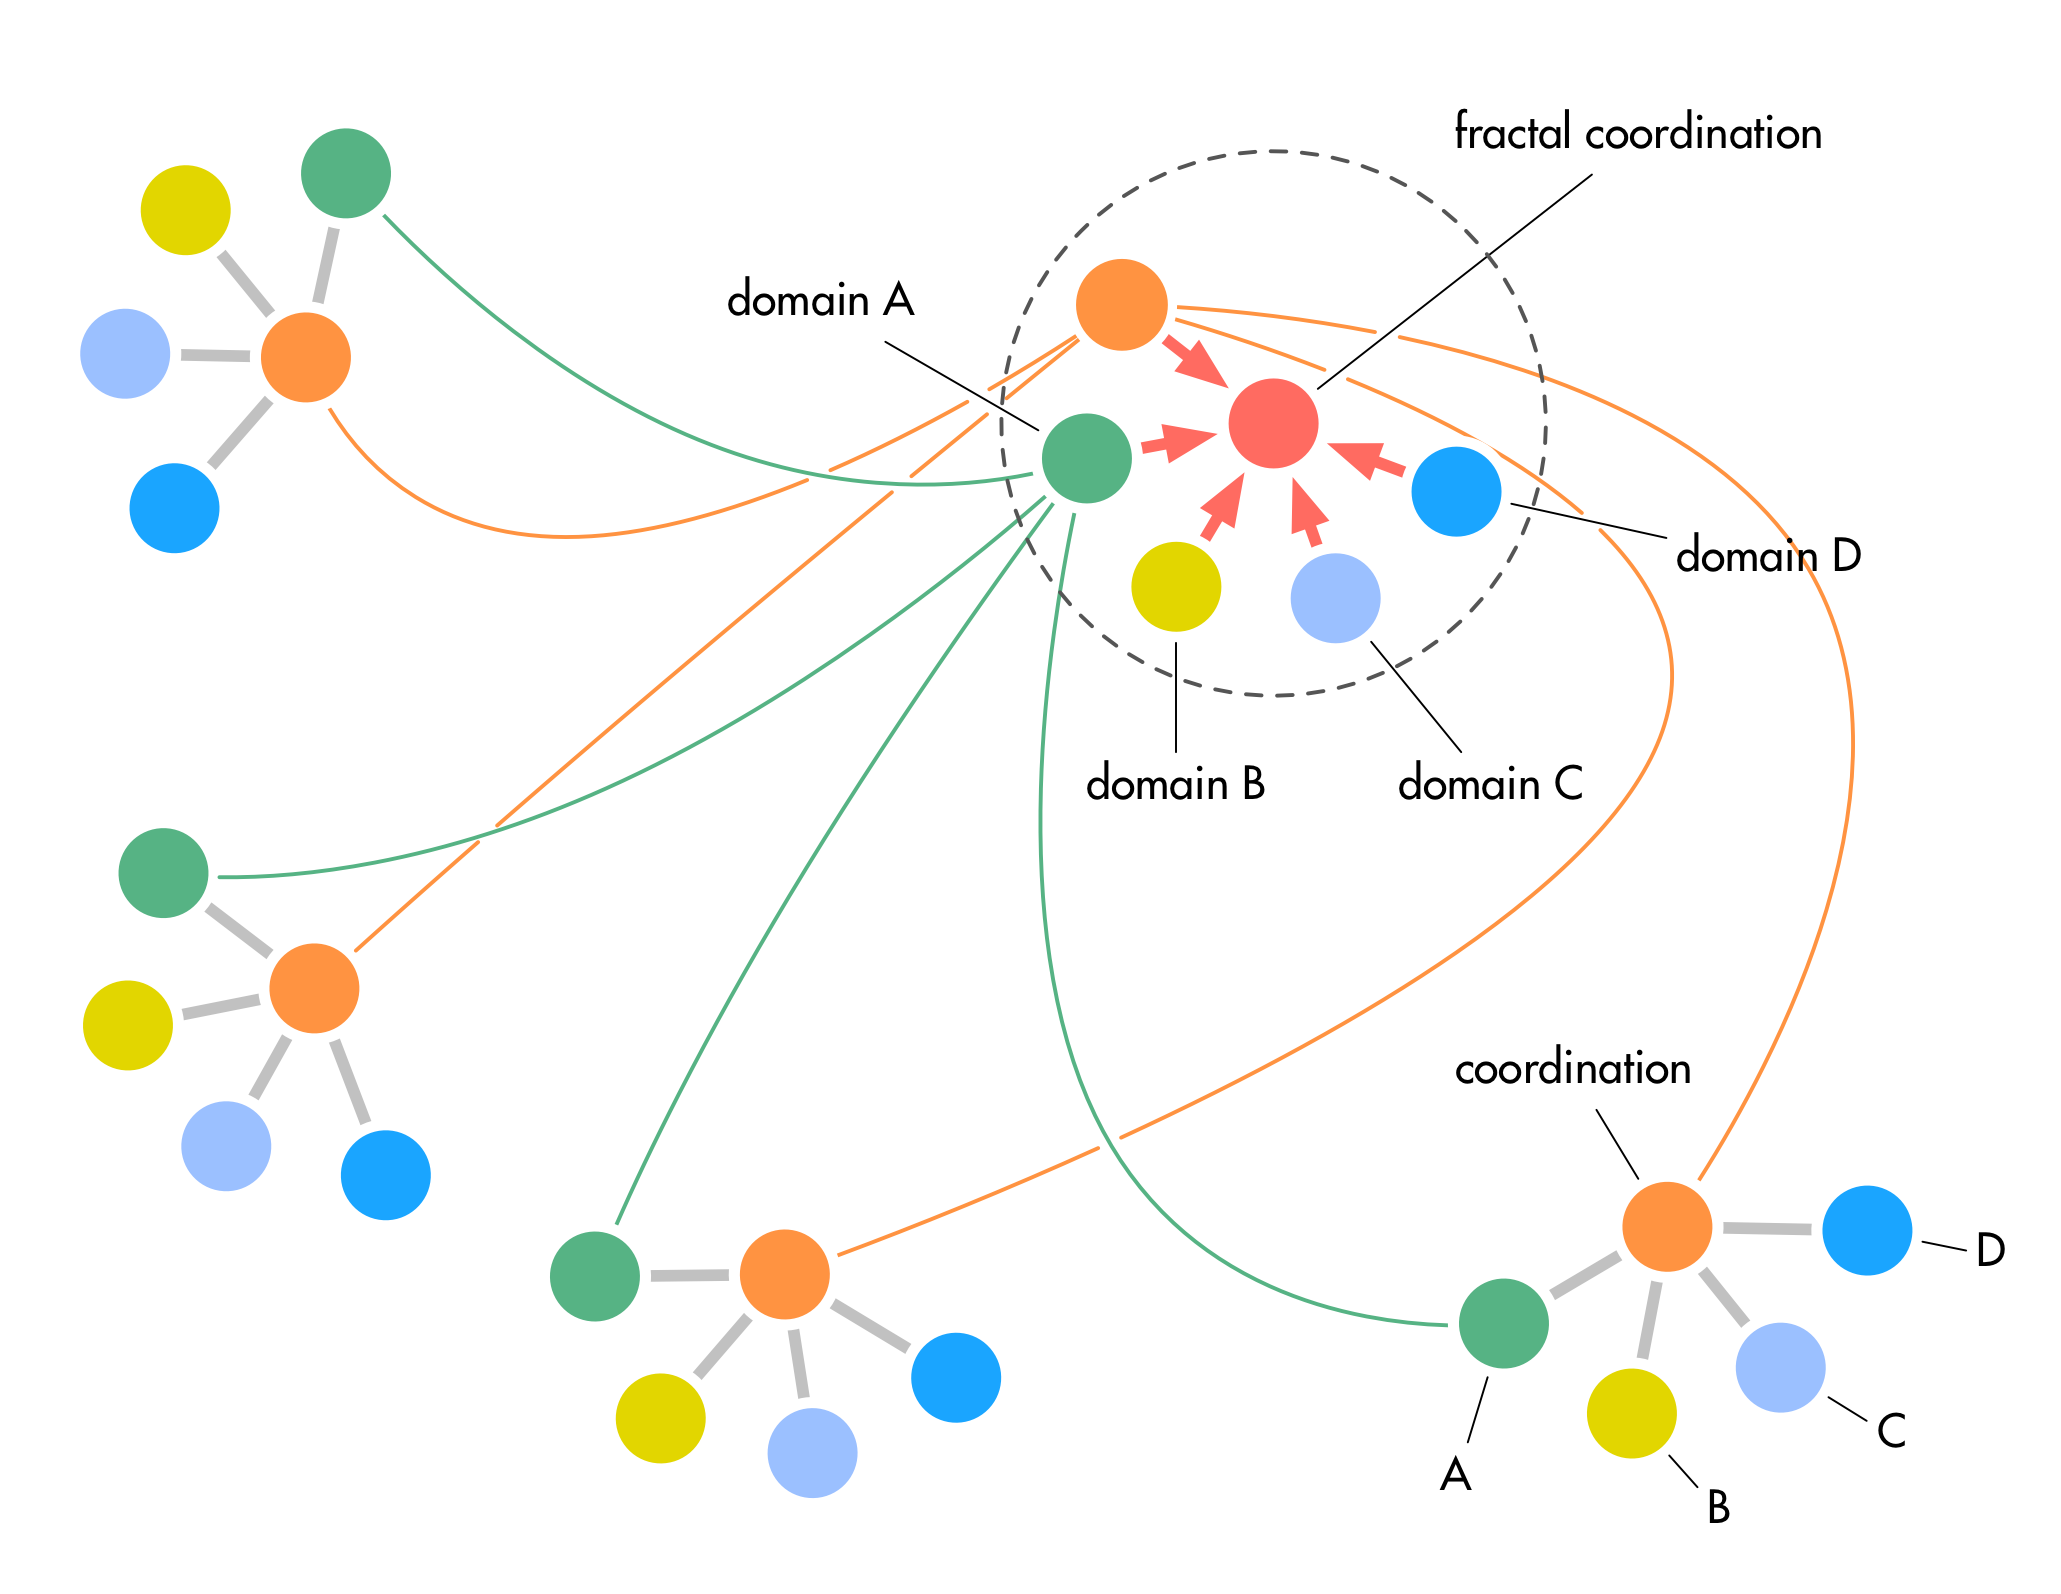 fractal coordination
domain A
domain D
domain B
domain C
coordination
D
C
A
B